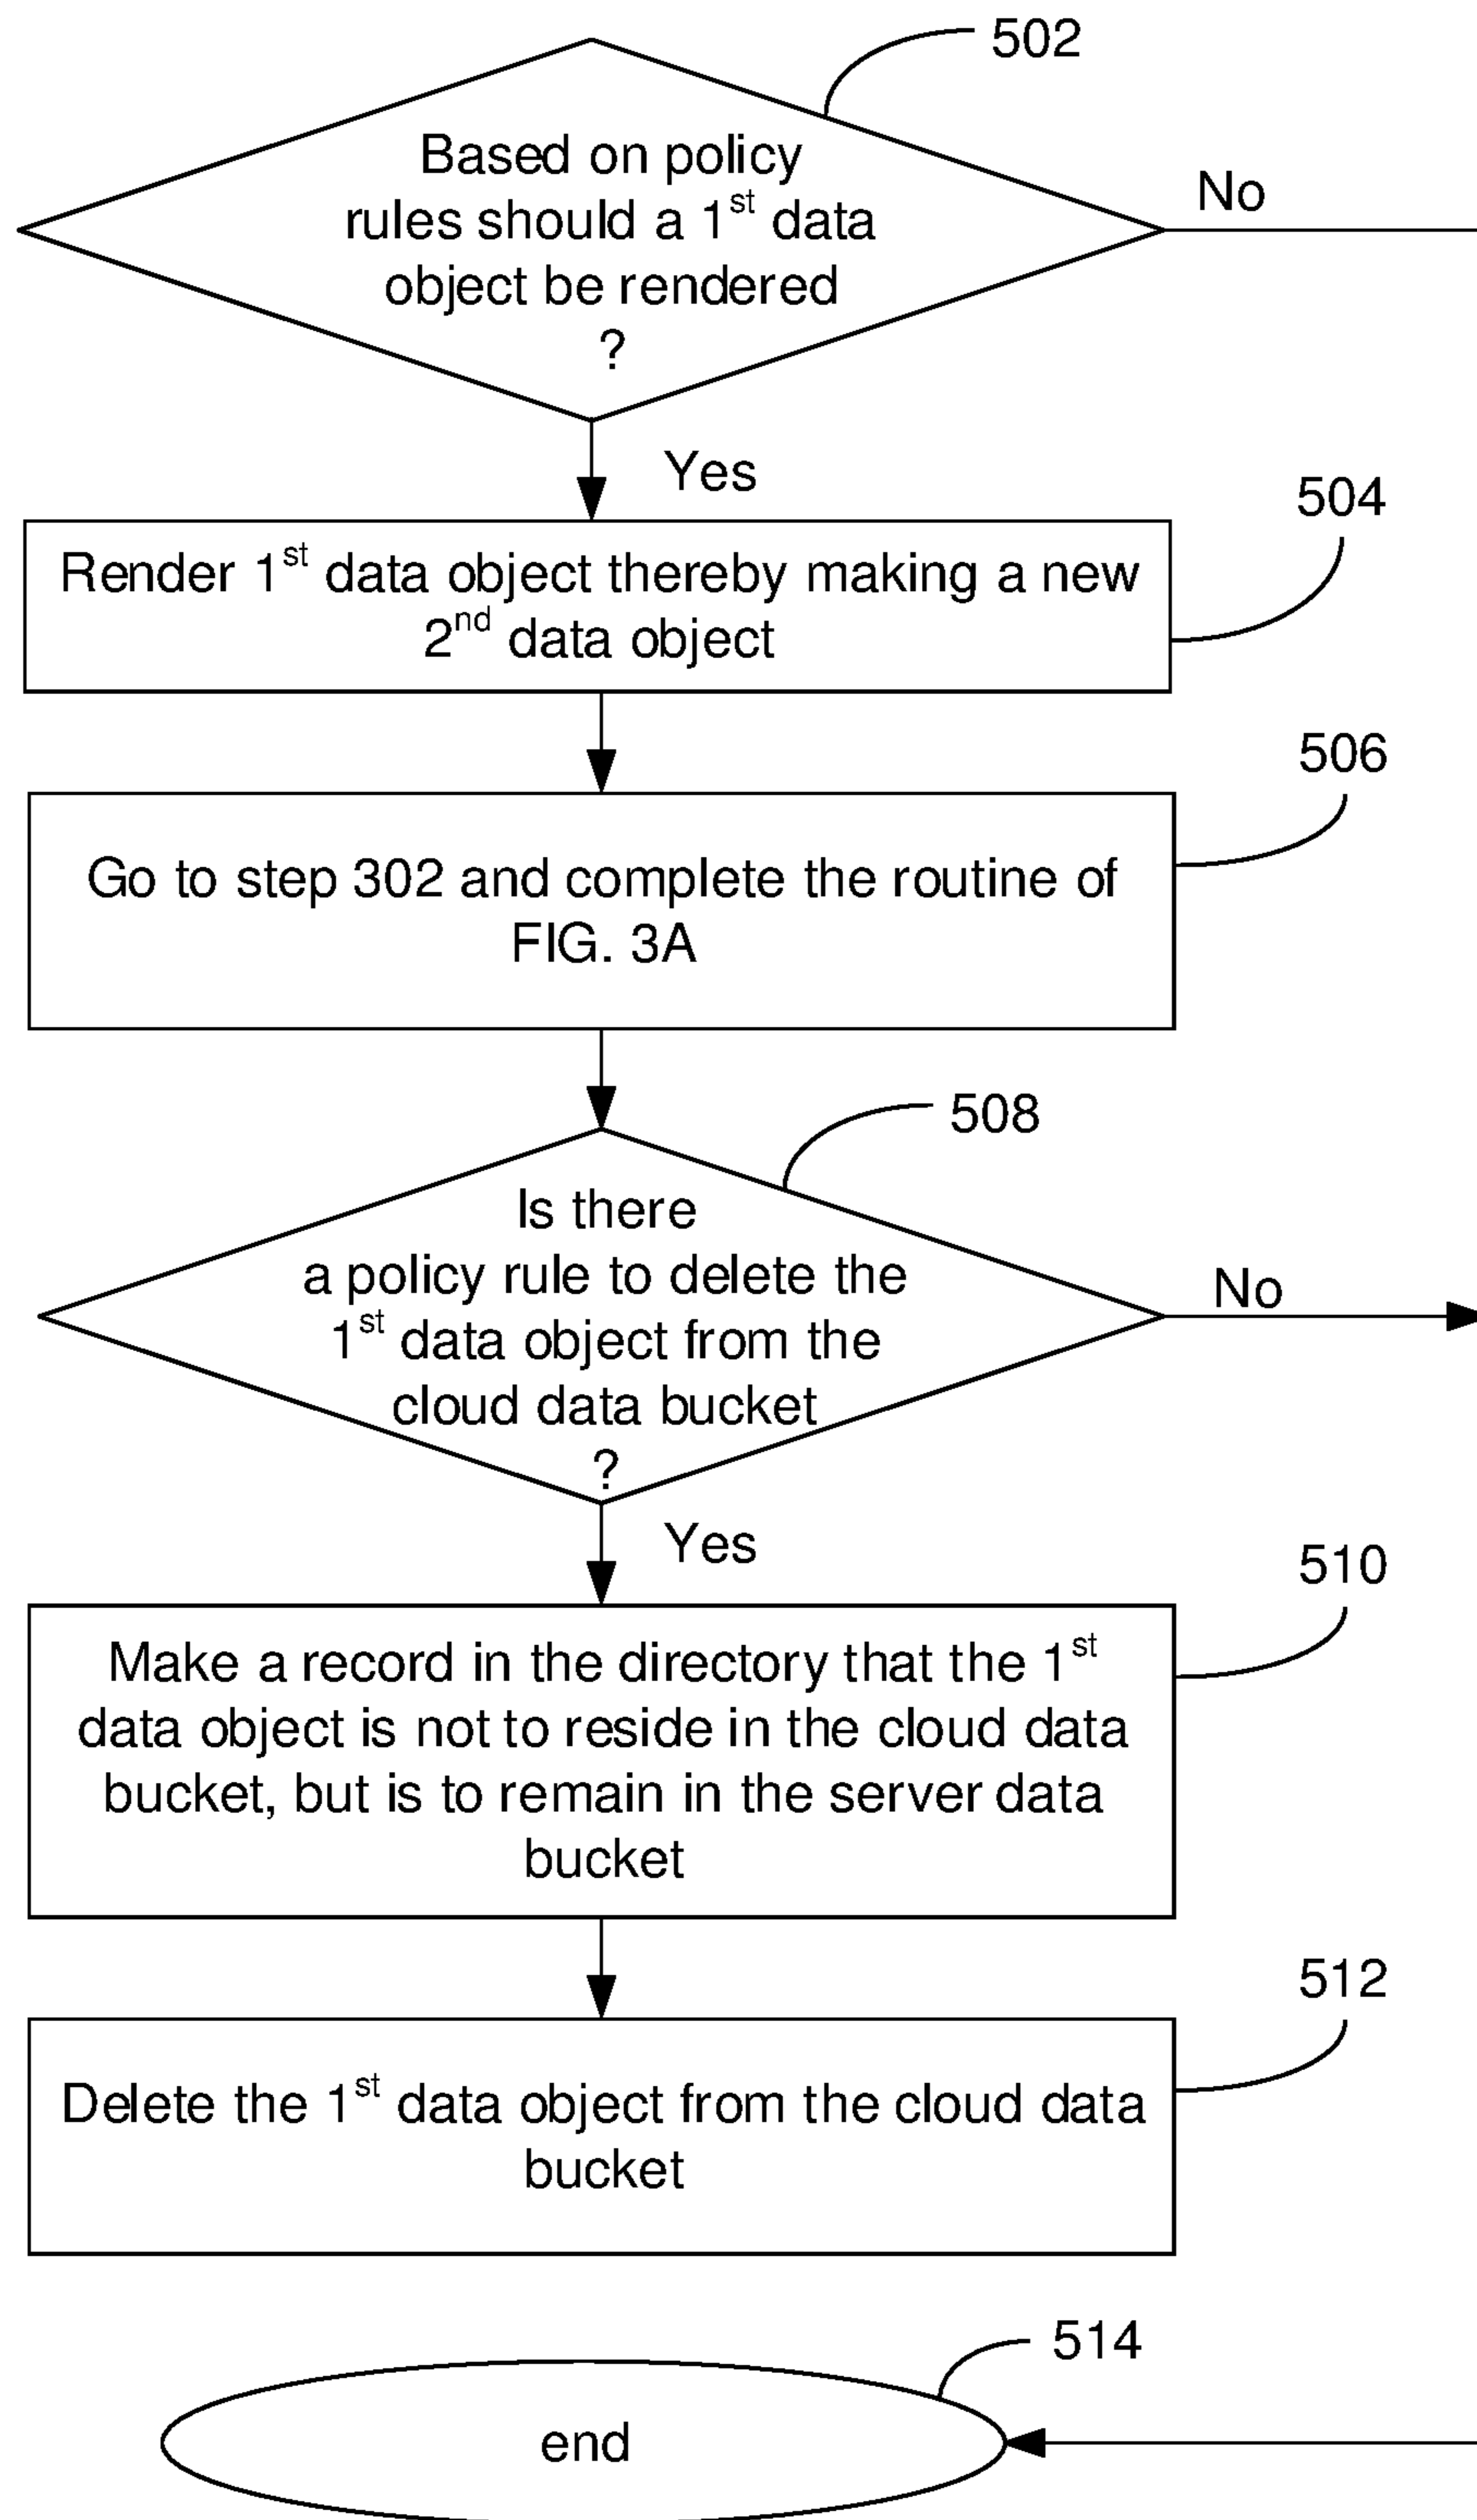 502
Based on policy
rules should a 1st data
object be rendered
?
No
Yes
504
Render 1st data object thereby making a new
2nd data object
506
Go to step 302 and complete the routine of
FIG. 3A
508
Is there
a policy rule to delete the
1st data object from the
cloud data bucket
?
No
Yes
510
Make a record in the directory that the 1st
data object is not to reside in the cloud data
bucket, but is to remain in the server data
bucket
512
Delete the 1st data object from the cloud data
bucket
514
end